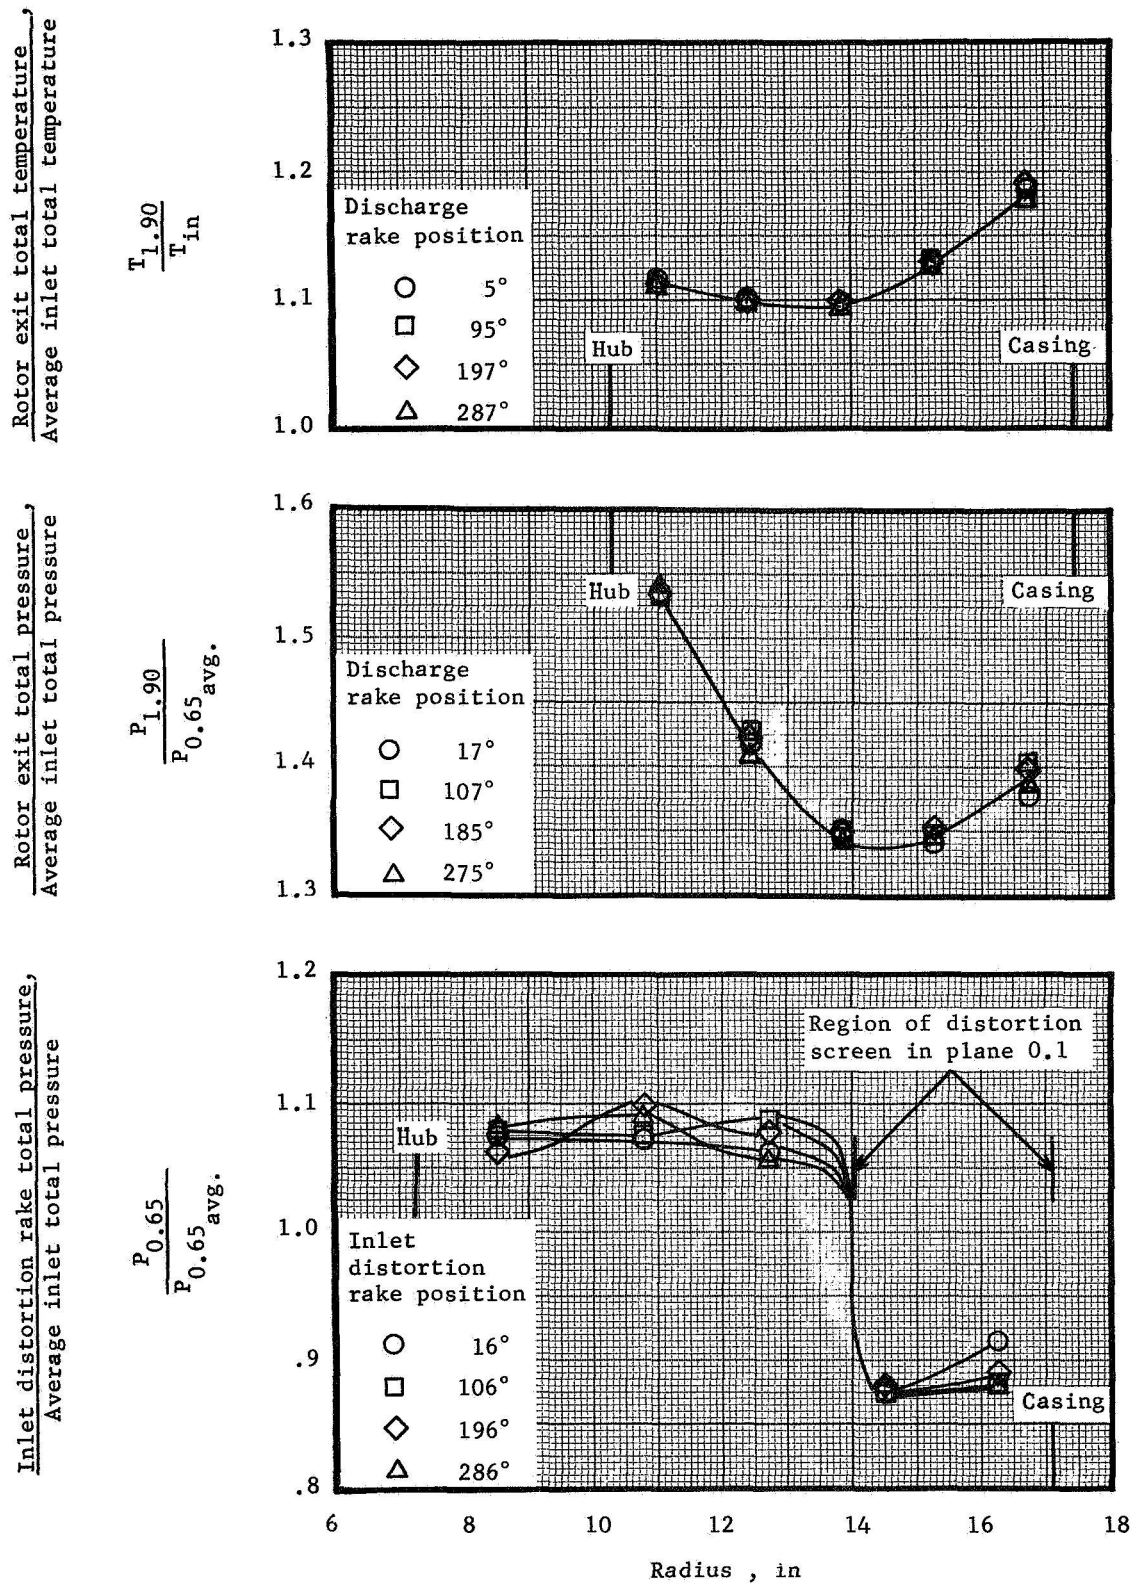 Rotor exit total temperature ,
Average inlet total temperature
T1.90
Tin
1.3
1.2
1.1
1.0
Discharge
rake position
5°
95°
197°
287°
Hub
Casing
Rotor exit total pressure ,
Average inlet total pressure
P1.90
P0.65avg.
1.6
1.5
1.4
1.3
Hub
Casing
Discharge
rake position
17°
107°
185°
275°
Inlet distortion rake total pressure,
Average inlet total pressure
P0.65
P0.65avg.
1.2
1.1
1.0
.9
.8
Region of distortion
screen in plane 0.1
Hub
Inlet
distortion
rake position
16°
106°
196°
286°
Casing
6 8 10 12 14 16 18
Radius , in